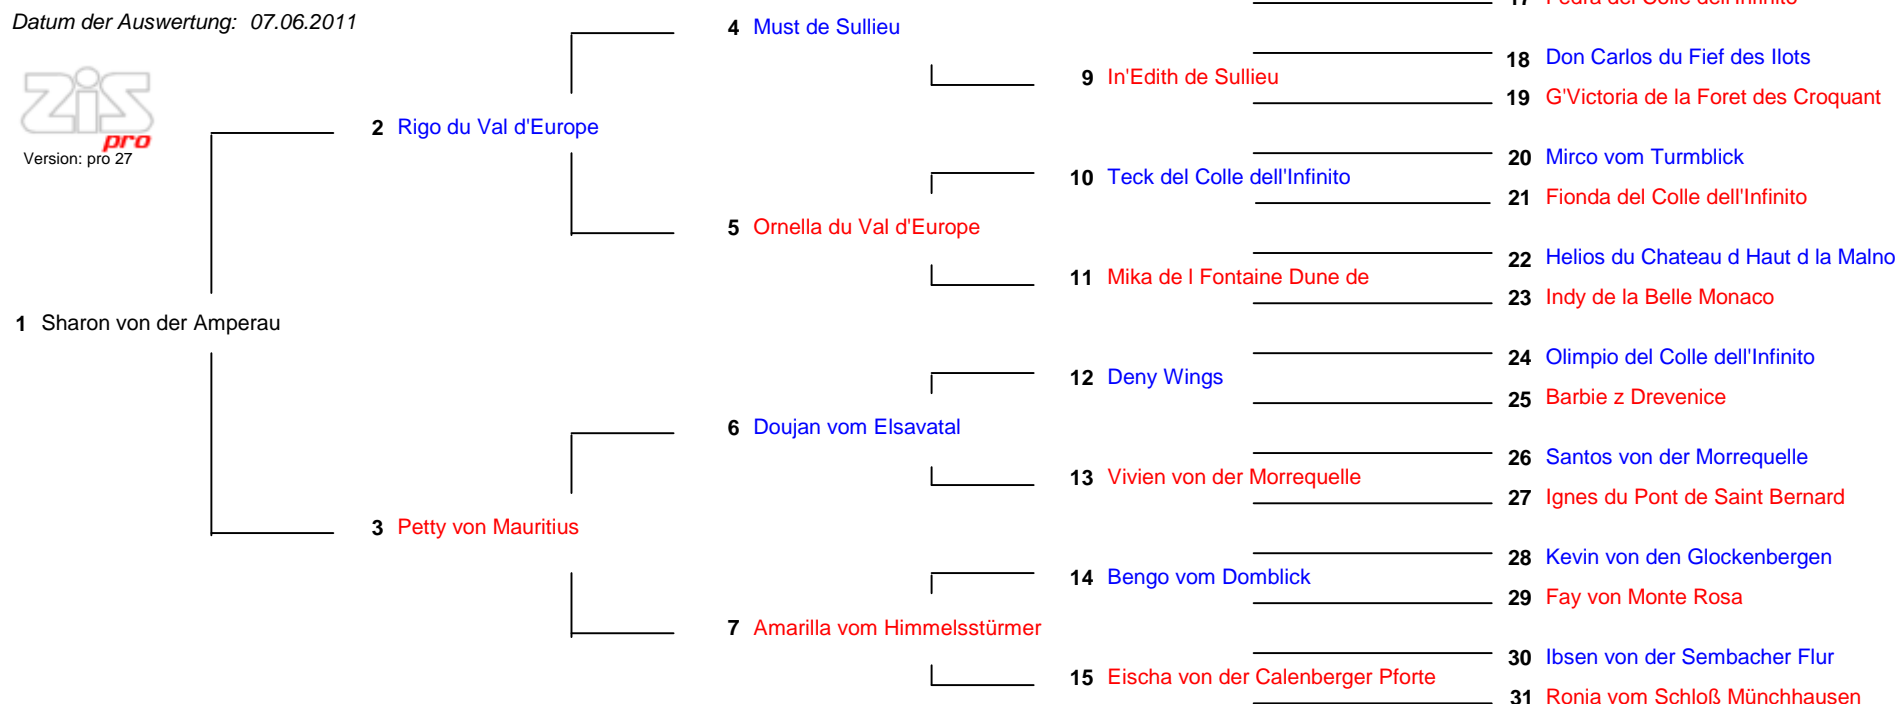 17 Pedra del Colle dell'Infinito
Datum der Auswertung: 07.06.2011
4 Must de Sullieu
18 Don Carlos du Fief des Ilots
9 In'Edith de Sullieu
19 G'Victoria de la Foret des Croquant
ZiS
pro
2 Rigo du Val d'Europe
Version: pro 27
20 Mirco vom Turmblick
10 Teck del Colle dell'Infinito
21 Fionda del Colle dell'Infinito
5 Ornella du Val d'Europe
22 Helios du Chateau d Haut d la Malno
11 Mika de l Fontaine Dune de
23 Indy de la Belle Monaco
1 Sharon von der Amperau
24 Olimpio del Colle dell'Infinito
12 Deny Wings
25 Barbie z Drevenice
6 Doujan vom Elsavatal
26 Santos von der Morrequelle
13 Vivien von der Morrequelle
27 Ignes du Pont de Saint Bernard
3 Petty von Mauritius
28 Kevin von den Glockenbergen
14 Bengo vom Domblick
29 Fay von Monte Rosa
7 Amarilla vom Himmelsstürmer
30 Ibsen von der Sembacher Flur
15 Eischa von der Calenberger Pforte
31 Ronja vom Schloß Münchhausen